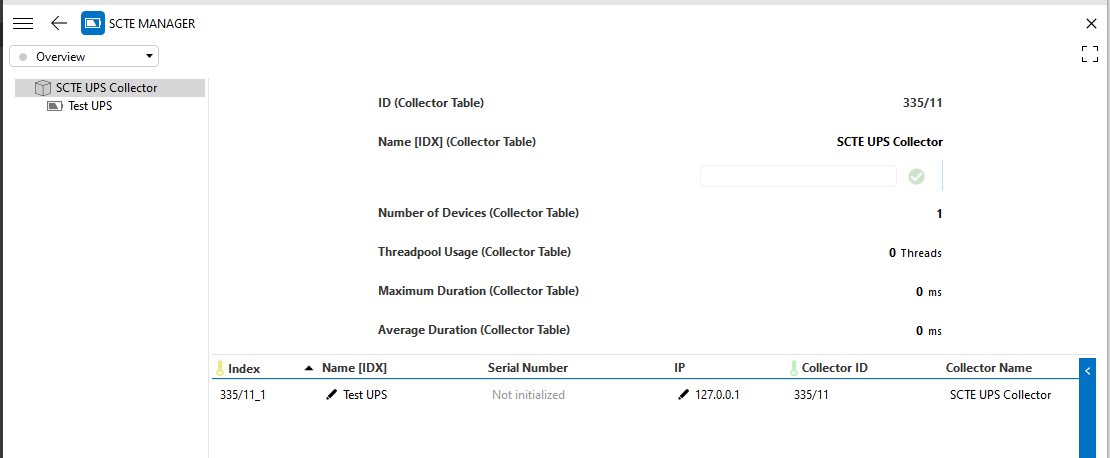 SCTE MANAGER
Overview
SCTE UPS Collector
Test UPS
ID (Collector Table) 335/11
Name [IDX] (Collector Table) SCTE UPS Collector
Number of Devices (Collector Table) 1
Threadpool Usage (Collector Table) 0 Threads
Maximum Duration (Collector Table) 0 ms
Average Duration (Collector Table) 0 ms
Index Name [IDX] Serial Number IP Collector ID Collector Name
335/11_1 Test UPS Not initialized 127.0.0.1 335/11 SCTE UPS Collector